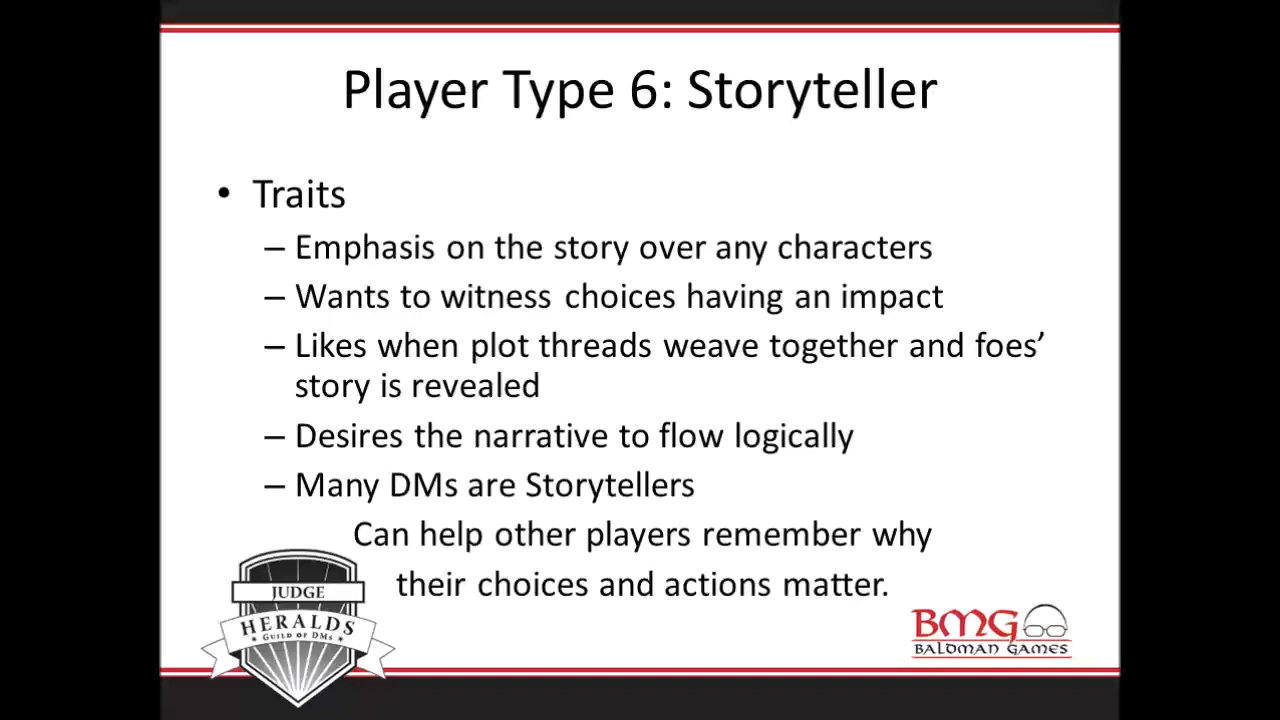 Player Type 6: Storyteller
• Traits
– Emphasis on the story over any characters
– Wants to witness choices having an impact
– Likes when plot threads weave together and foes’
story is revealed
– Desires the narrative to flow logically
– Many DMs are Storytellers
Can help other players remember why
their choices and actions matter.
JUDGE
HERALDS
GUILD OF DMs
BMG
BALDMAN GAMES